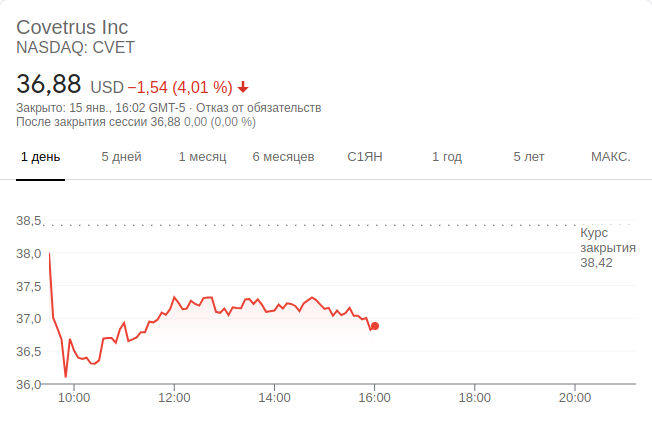 Covetrus Inc
NASDAQ: CVET
36,88 USD −1,54 (4,01 %)
Закрыто: 15 янв., 16:02 GMT-5 · Отказ от обязательств
После закрытия сессии 36,88 0,00 (0,00 %)
1 день 5 дней 1 месяц 6 месяцев С1ЯН 1 год 5 лет МАКС.
38,5
Курс
закрытия
38,42
38,0
37,5
37,0
36,5
36,0
10:00 12:00 14:00 16:00 18:00 20:00